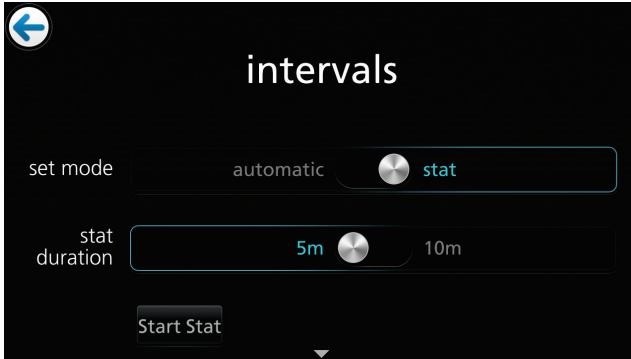 intervals
set mode automatic stat
stat
duration 5m 10m
Start Stat